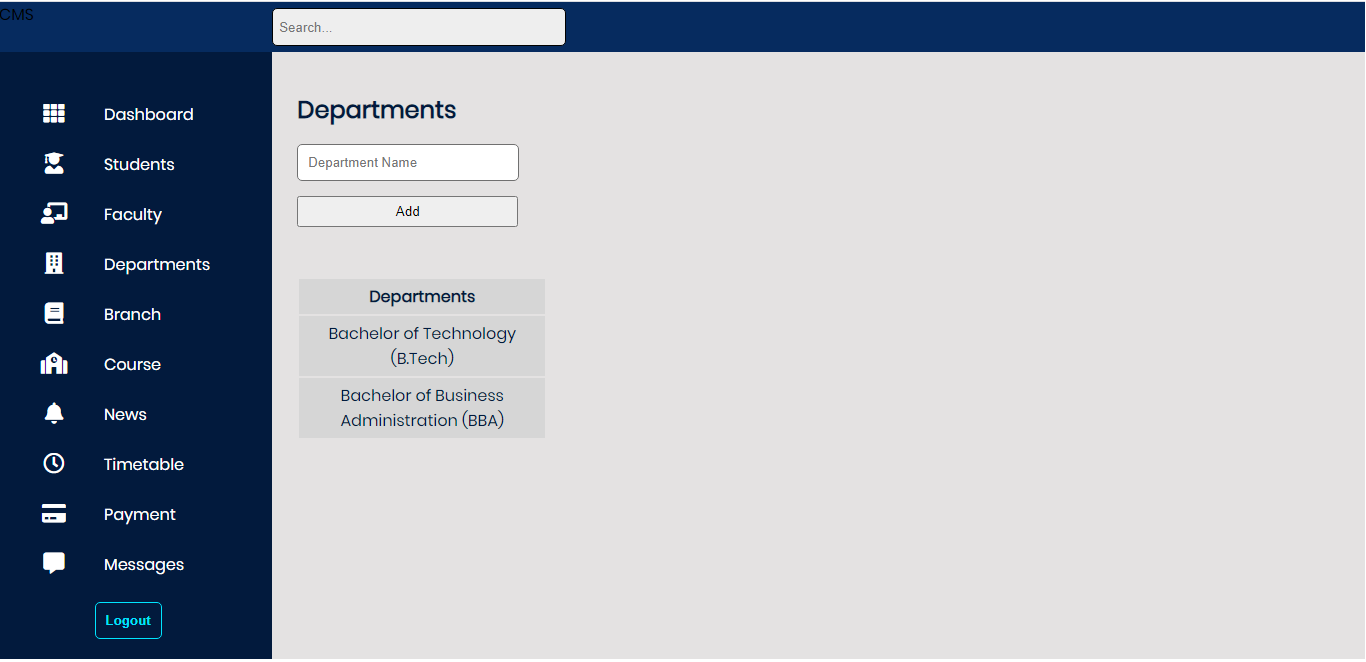 CMS
Search...
Dashboard
Students
Faculty
Departments
Branch
Course
News
Timetable
Payment
Messages
Logout
Departments
Department Name
Add
Departments
Bachelor of Technology
(B.Tech)
Bachelor of Business
Administration (BBA)